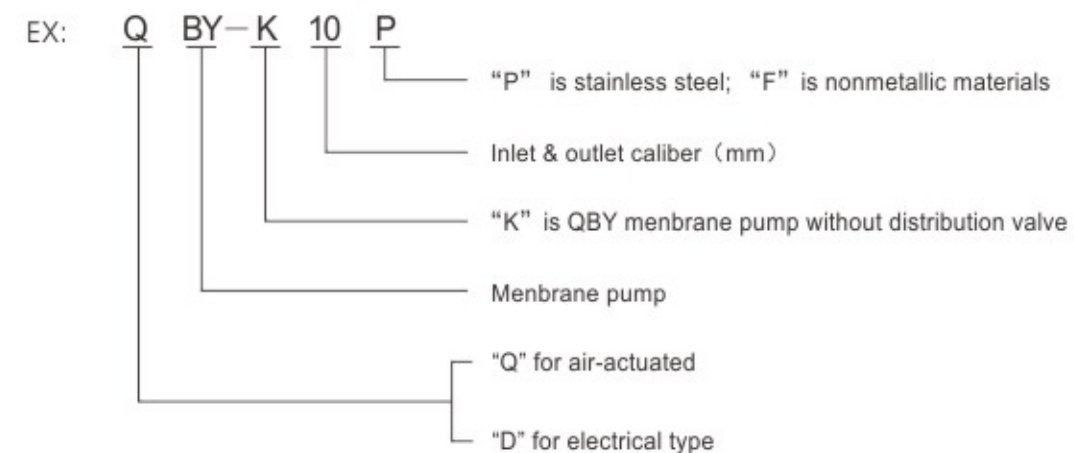 EX: Q BY-K 10 P
“P” is stainless steel; “F” is nonmetallic materials
Inlet & outlet caliber（mm）
“K” is QBY menbrane pump without distribution valve
Menbrane pump
“Q” for air-actuated
“D” for electrical type